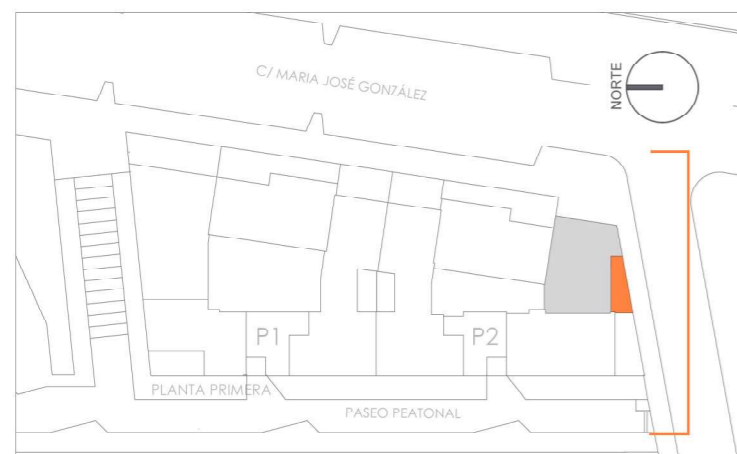 C/ MARIA JOSÉ GONZÁLEZ
NORTE
P1
P2
PLANTA PRIMERA
PASEO PEATONAL